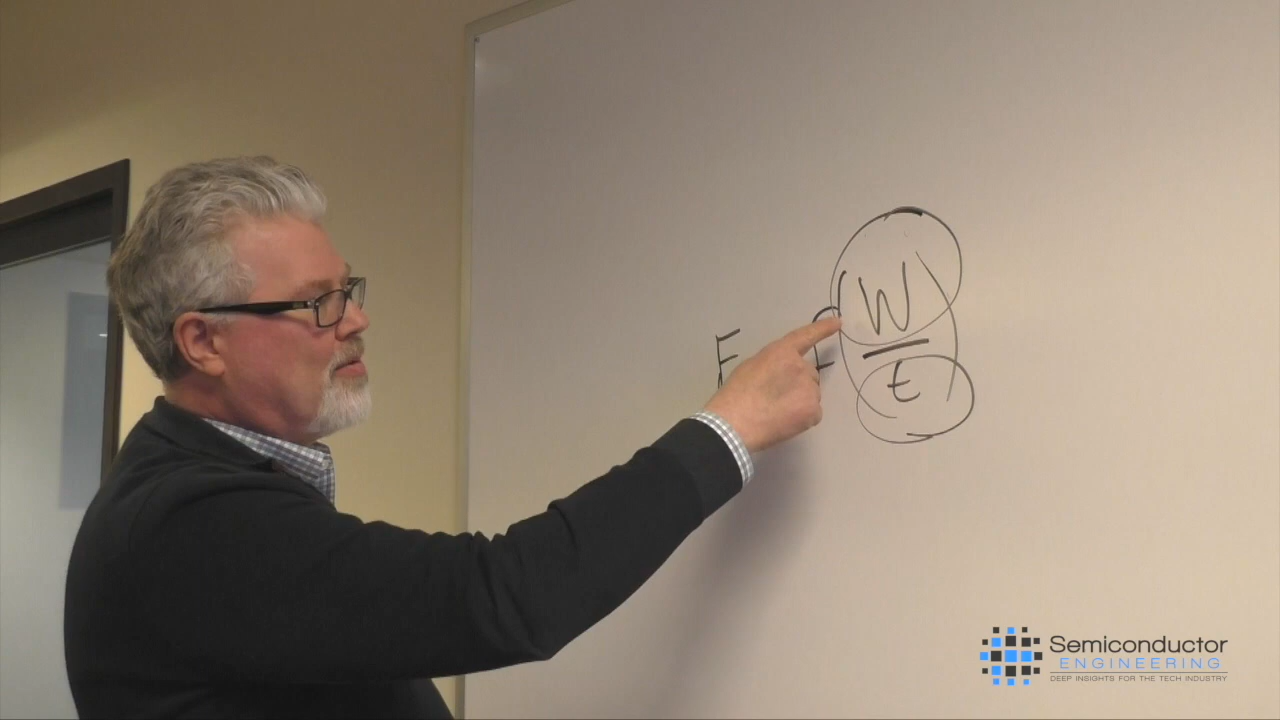 W
F
t
Semiconductor
ENGINEERING
DEEP INSIGHTS FOR THE TECH INDUSTRY